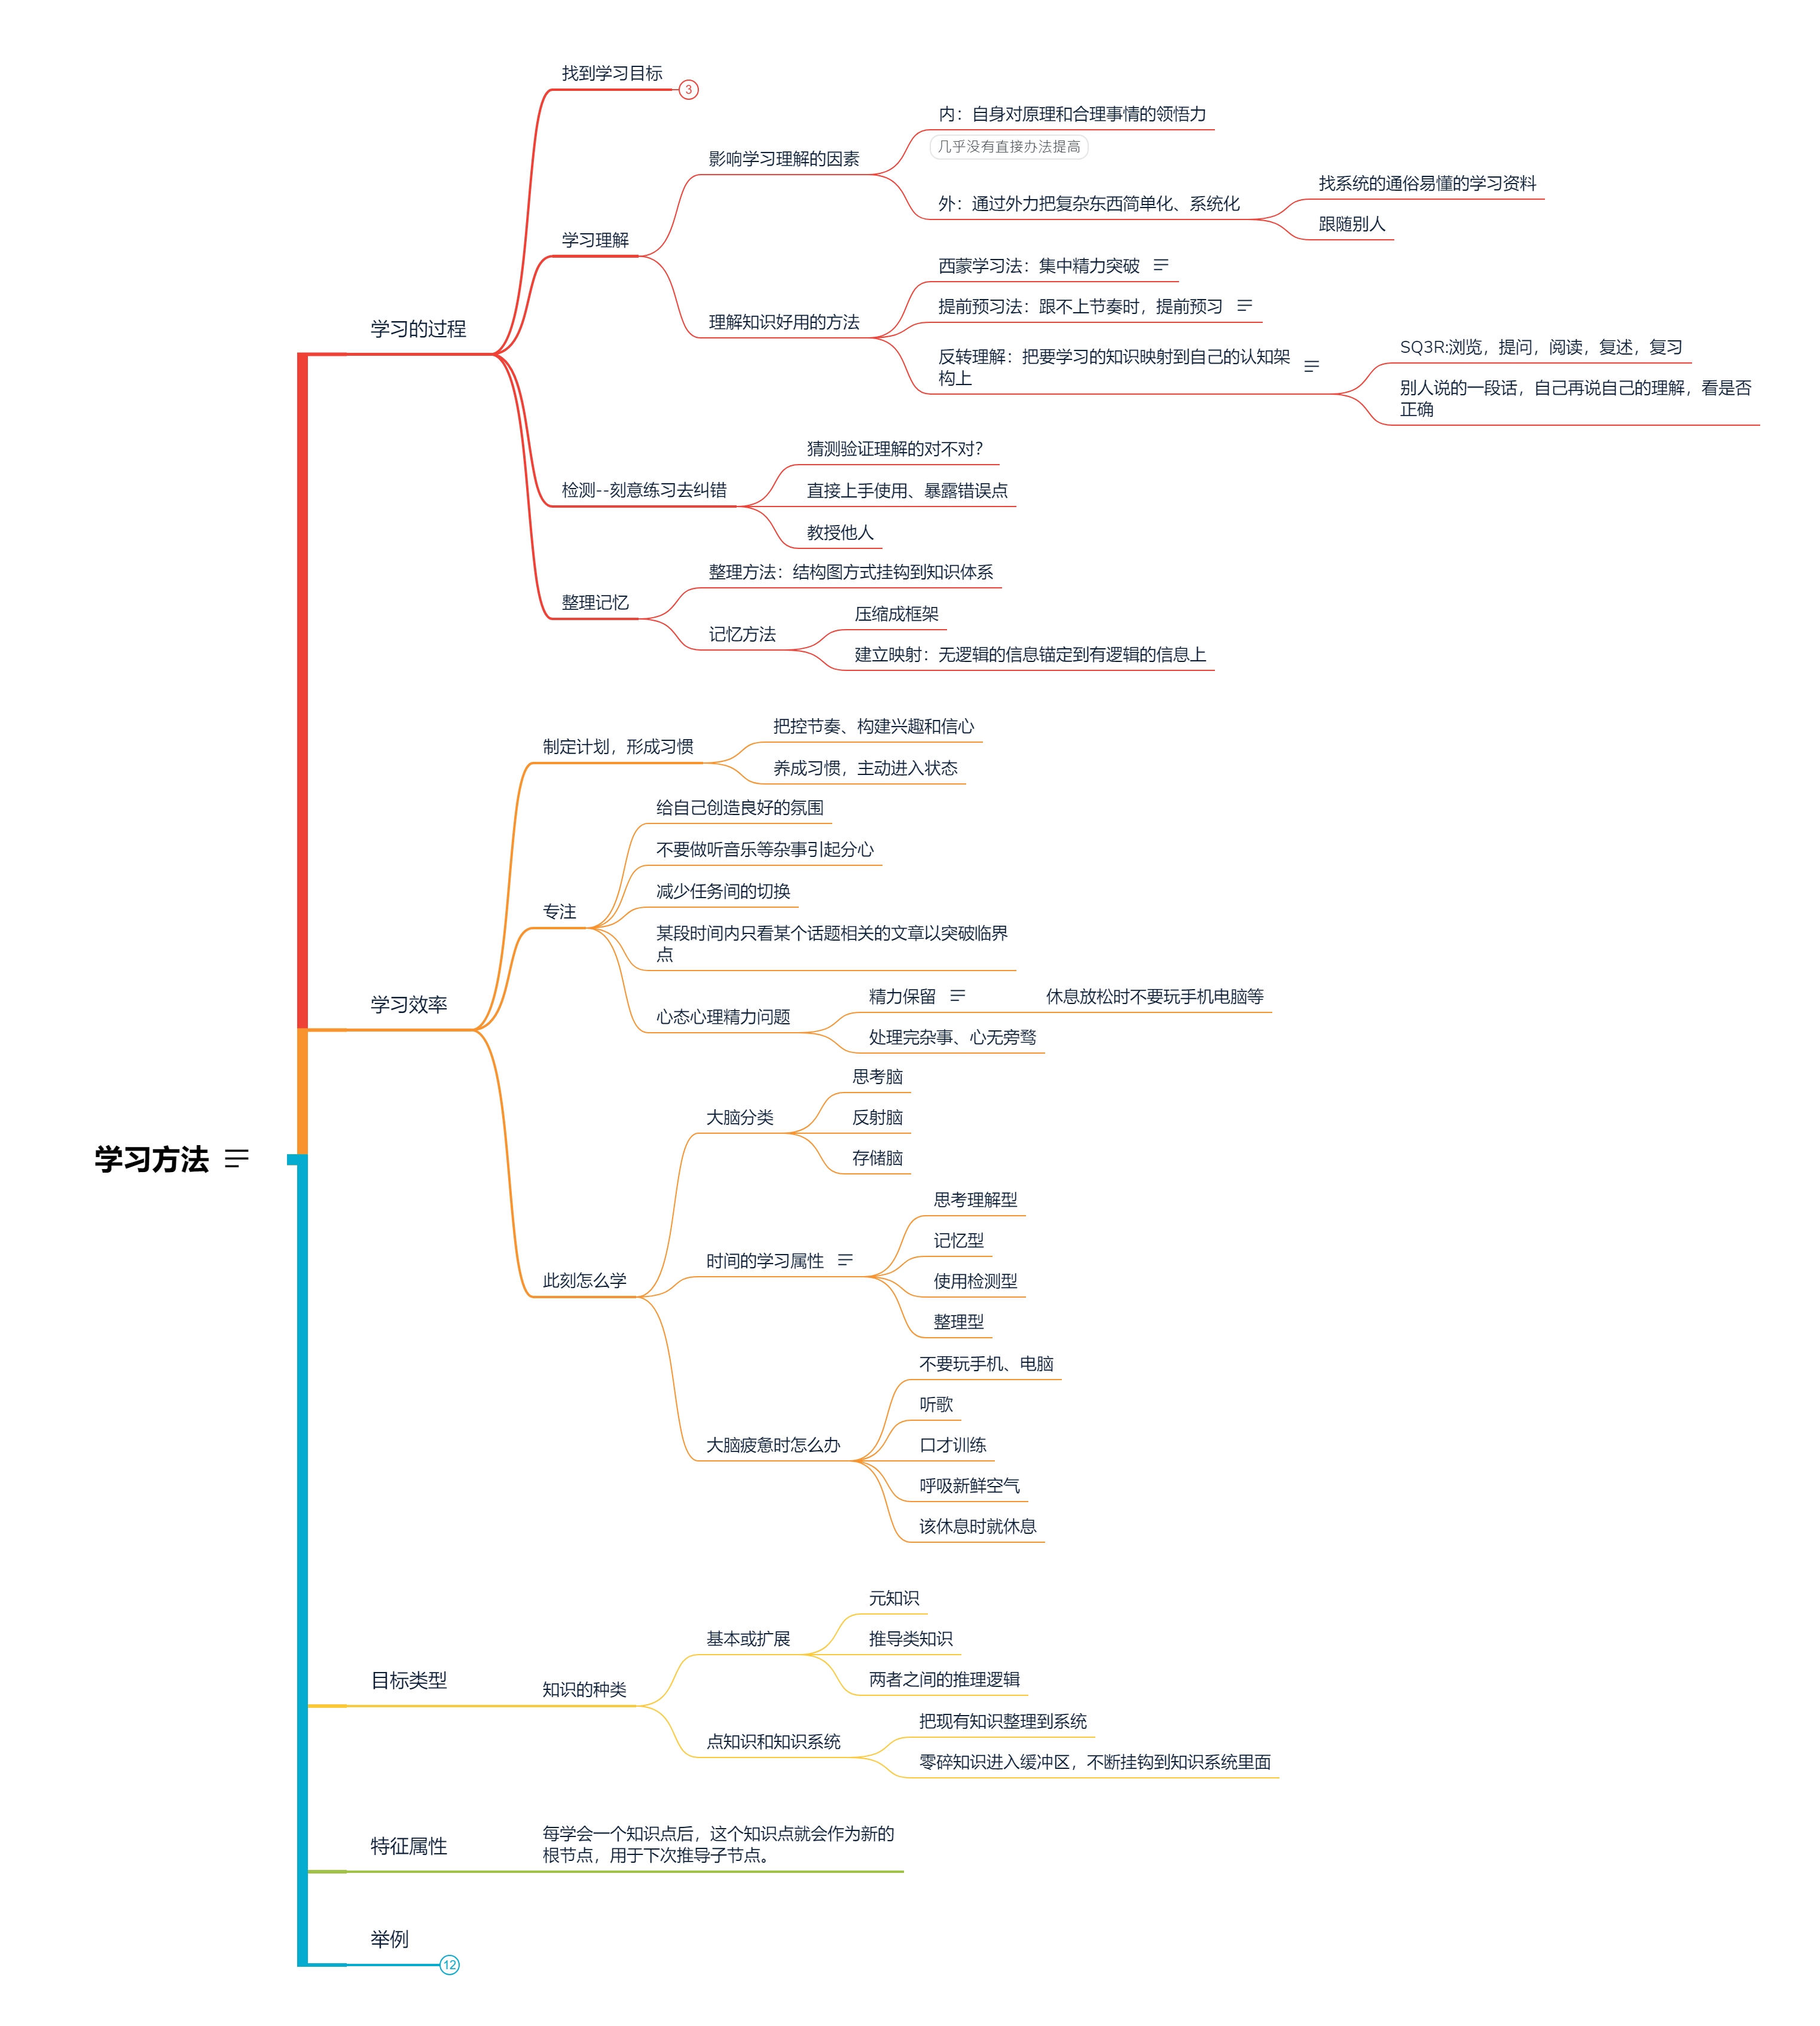 学习方法
学习的过程
找到学习目标
3
学习理解
影响学习理解的因素
内：自身对原理和合理事情的领悟力
几乎没有直接办法提高
外：通过外力把复杂东西简单化、系统化
找系统的通俗易懂的学习资料
跟随别人
理解知识好用的方法
西蒙学习法：集中精力突破
提前预习法：跟不上节奏时，提前预习
反转理解：把要学习的知识映射到自己的认知架
构上
SQ3R:浏览，提问，阅读，复述，复习
别人说的一段话，自己再说自己的理解，看是否
正确
检测--刻意练习去纠错
猜测验证理解的对不对？
直接上手使用、暴露错误点
教授他人
整理记忆
整理方法：结构图方式挂钩到知识体系
记忆方法
压缩成框架
建立映射：无逻辑的信息锚定到有逻辑的信息上
学习效率
制定计划，形成习惯
把控节奏、构建兴趣和信心
养成习惯，主动进入状态
专注
给自己创造良好的氛围
不要做听音乐等杂事引起分心
减少任务间的切换
某段时间内只看某个话题相关的文章以突破临界
点
心态心理精力问题
精力保留
休息放松时不要玩手机电脑等
处理完杂事、心无旁骛
此刻怎么学
大脑分类
思考脑
反射脑
存储脑
时间的学习属性
思考理解型
记忆型
使用检测型
整理型
大脑疲惫时怎么办
不要玩手机、电脑
听歌
口才训练
呼吸新鲜空气
该休息时就休息
目标类型
知识的种类
基本或扩展
元知识
推导类知识
两者之间的推理逻辑
点知识和知识系统
把现有知识整理到系统
零碎知识进入缓冲区，不断挂钩到知识系统里面
特征属性
每学会一个知识点后，这个知识点就会作为新的
根节点，用于下次推导子节点。
举例
12